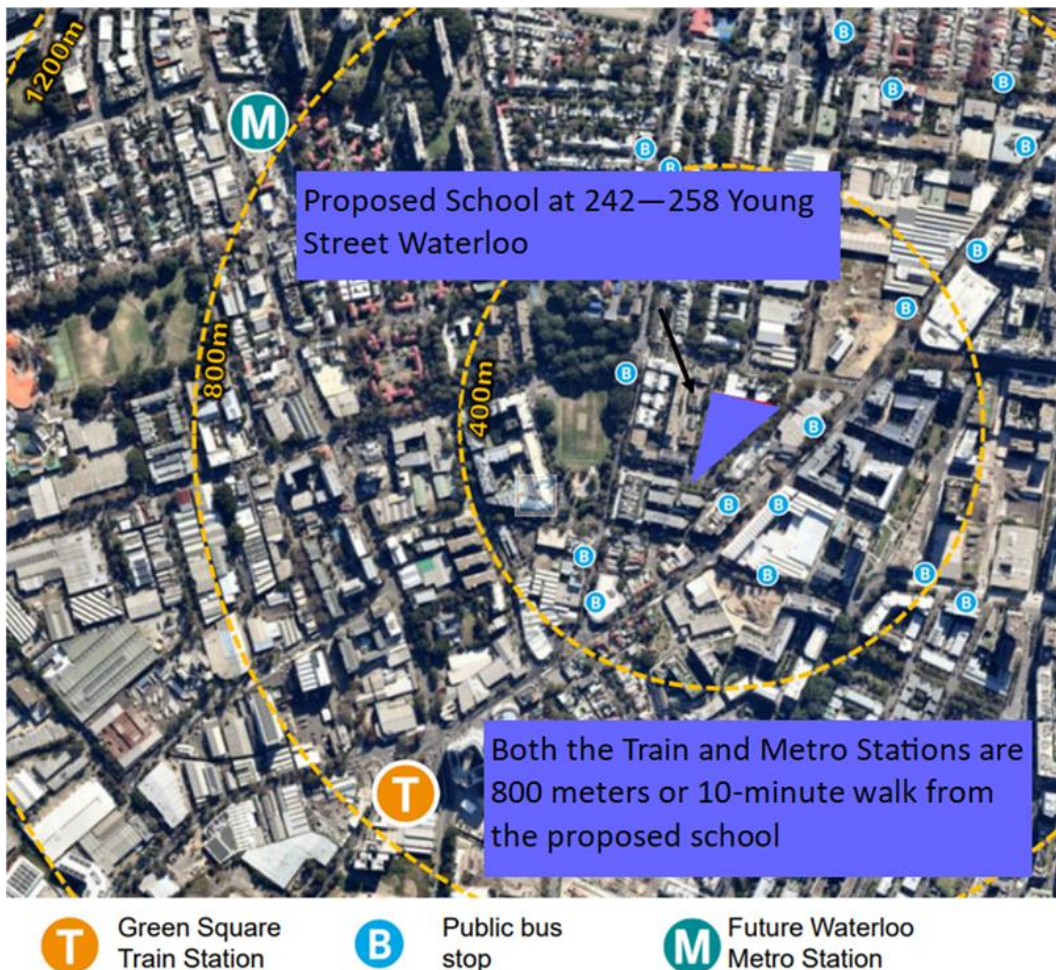 1200m
M
B
B
B
B
B
B
Proposed School at 242—258 Young
Street Waterloo
B
B
800m
B
400m
B
B
B
B
B
B
B
B
T
Both the Train and Metro Stations are
800 meters or 10-minute walk from
the proposed school
T
Green Square
Train Station
B
Public bus
stop
M
Future Waterloo
Metro Station